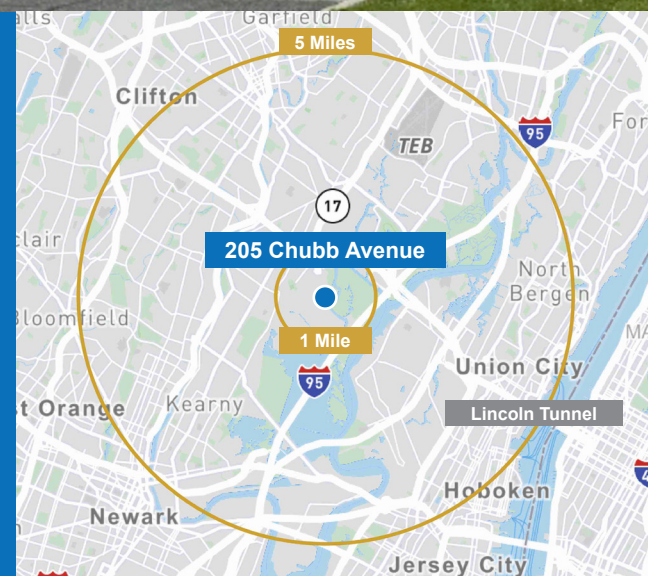 Garfield
5 Miles
Clifton
95
TEB
17
205 Chubb Avenue
North
Bergen
1 Mile
95
Union City
Kearny
Lincoln Tunnel
Hoboken
Newark
Jersey City